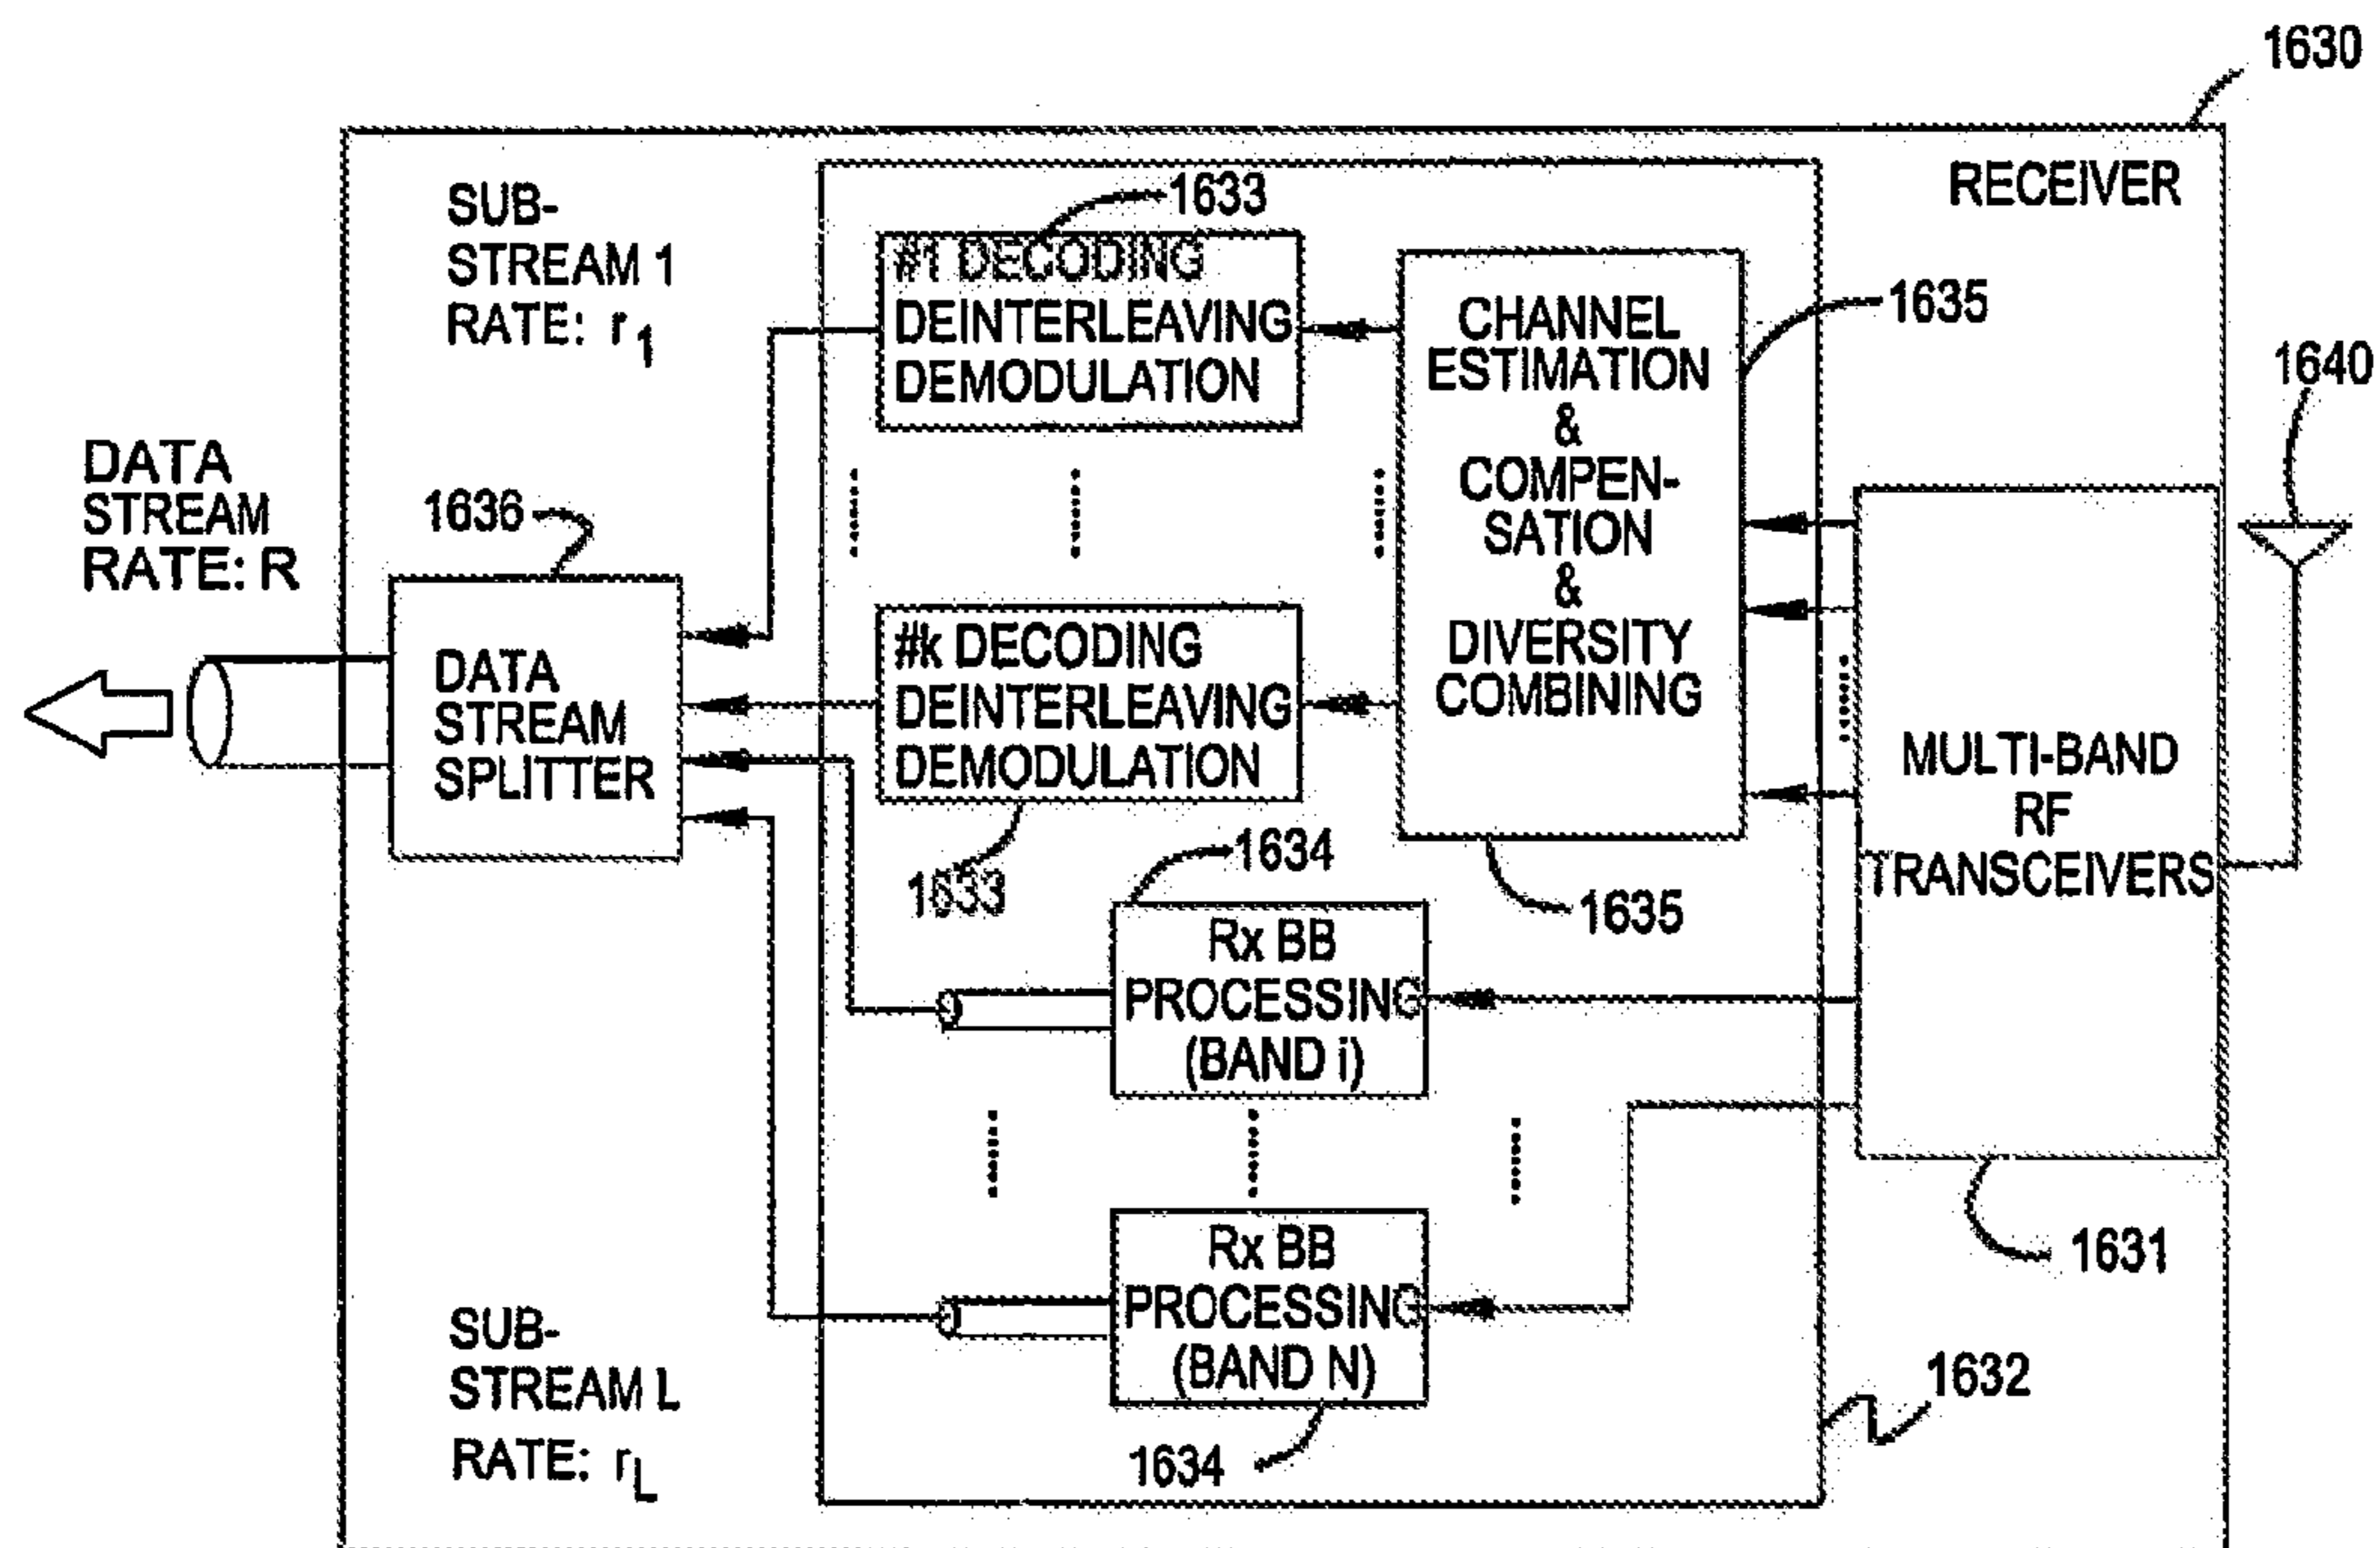 1630
RECEIVER
SUB-
STREAM 1
RATE: r1
1633
#1 DECODING
DEINTERLEAVING
DEMODULATION
CHANNEL
ESTIMATION
&
COMPEN-
SATION
&
DIVERSITY
COMBINING
1635
1640
DATA
STREAM
RATE: R
1636
DATA
STREAM
SPLITTER
#k DECODING
DEINTERLEAVING
DEMODULATION
1633
1634
1635
MULTI-BAND
RF
TRANSCEIVERS
Rx BB
PROCESSING
(BAND i)
1631
Rx BB
PROCESSING
(BAND N)
1634
1632
SUB-
STREAM L
RATE: rL